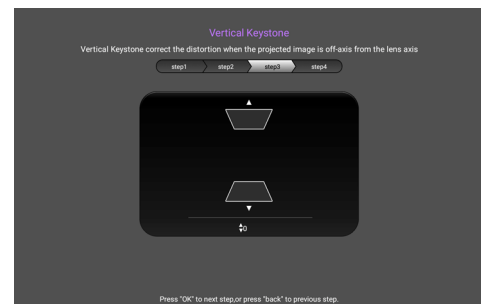 Vertical Keystone
Vertical Keystone correct the distortion when the projected image is off-axis from the lens axis
step1 step2 step3 step4
0
Press "OK" to next step,or press "back" to previous step.